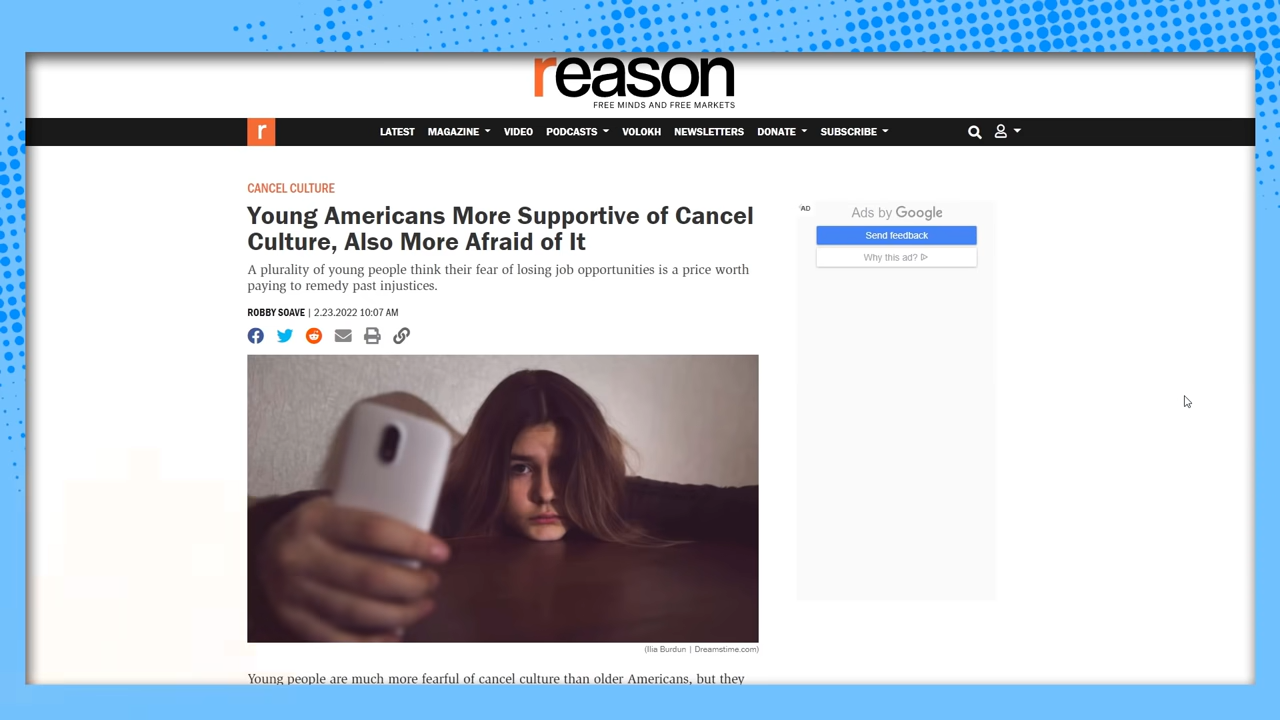 reason
FREE MINDS AND FREE MARKETS
r
LATEST MAGAZINE VIDEO PODCASTS VOLOKH NEWSLETTERS DONATE SUBSCRIBE
CANCEL CULTURE
Young Americans More Supportive of Cancel
Culture, Also More Afraid of It
A plurality of young people think their fear of losing job opportunities is a price worth
paying to remedy past injustices.
ROBBY SOAVE | 2.23.2022 10:07 AM
AD
Ads by Google
Send feedback
Why this ad?
(Ilia Burdun | Dreamstime.com)
Young people are much more fearful of cancel culture than older Americans, but they